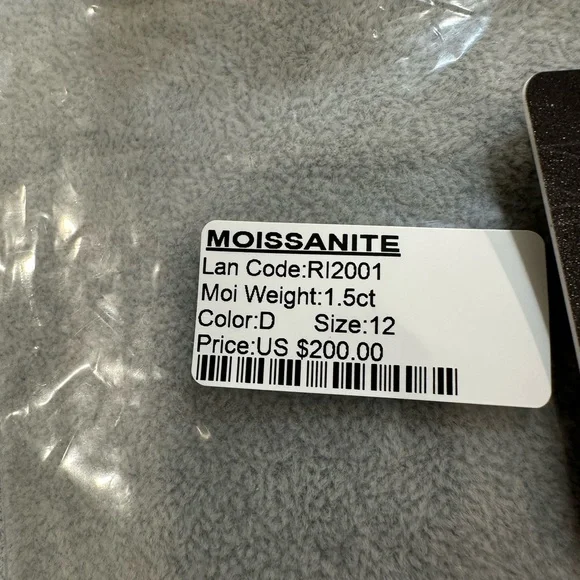 MOISSANITE
Lan Code:RI2001
Moi Weight:1.5ct
Color:D Size:12
Price:US $200.00